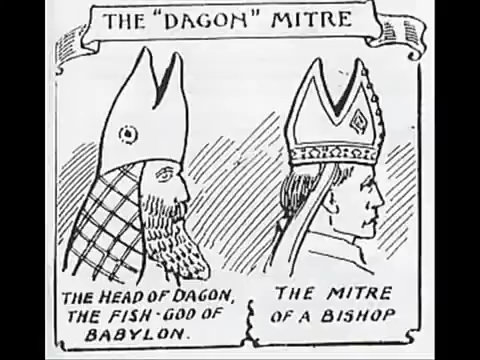 THE "DAGON" MITRE
THE HEAD OF DAGON,
THE FISH-GOD OF
BABYLON.
THE MITRE
OF A BISHOP